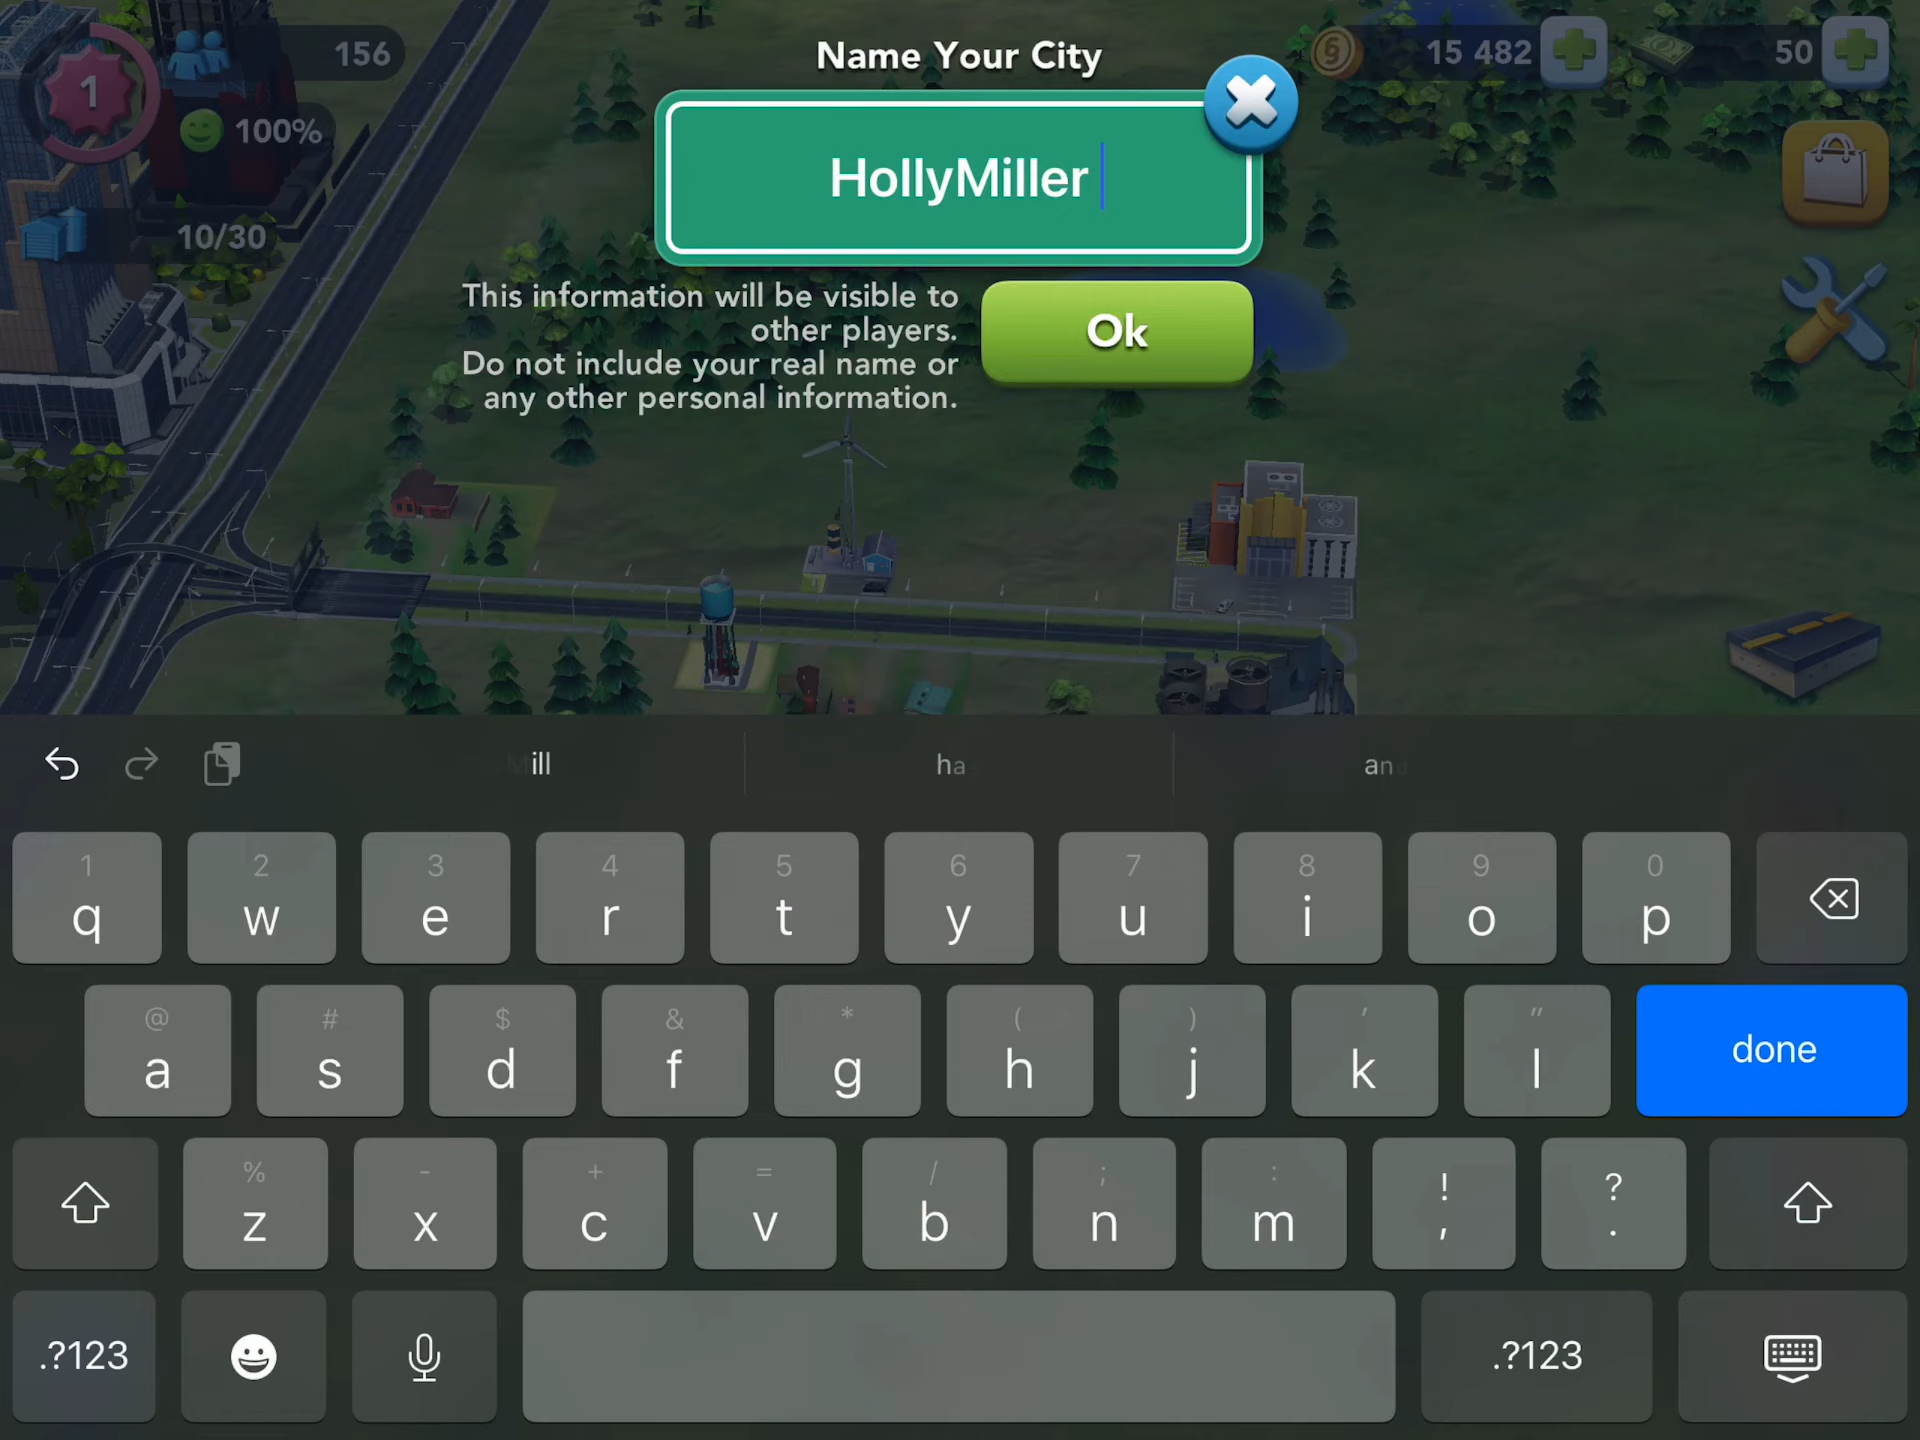 Name Your City
1
156
15 482
50
100%
HollyMiller
10/30
This information will be visible to
other players.
Do not include your real name or
any other personal information.
Ok
ill
ha
an
1 2 3 4 5 6 7 8 9 0
q w e r t y u i o p
@ # $ & * ( ) ' "
a s d f g h j k l done
% - + = / ; : ! ?
z x c v b n m , .
.?123 .?123